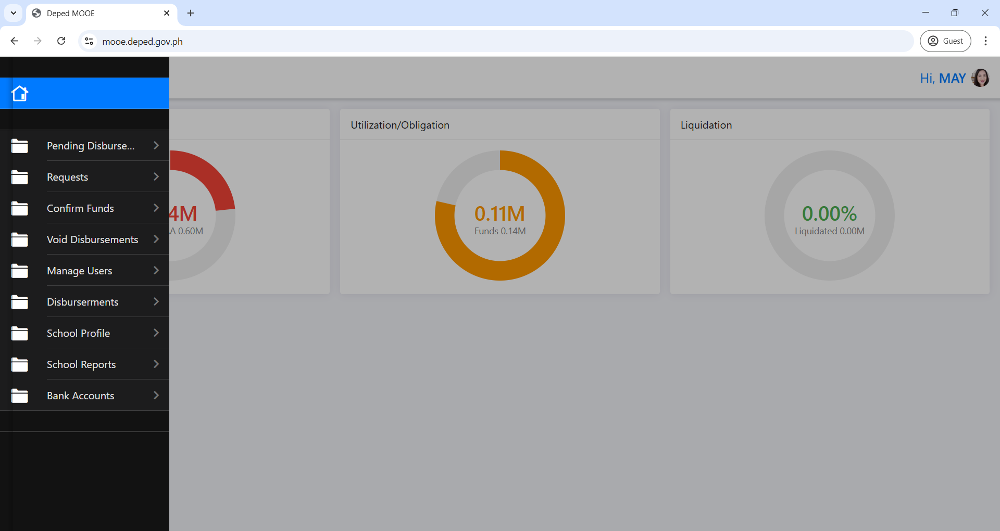 Deped MOOE
mooe.deped.gov.ph
Guest
Hi, MAY
Pending Disburse...
Requests
Confirm Funds
Void Disbursements
Manage Users
Disburserments
School Profile
School Reports
Bank Accounts
4M
A 0.60M
Utilization/Obligation
0.11M
Funds 0.14M
Liquidation
0.00%
Liquidated 0.00M